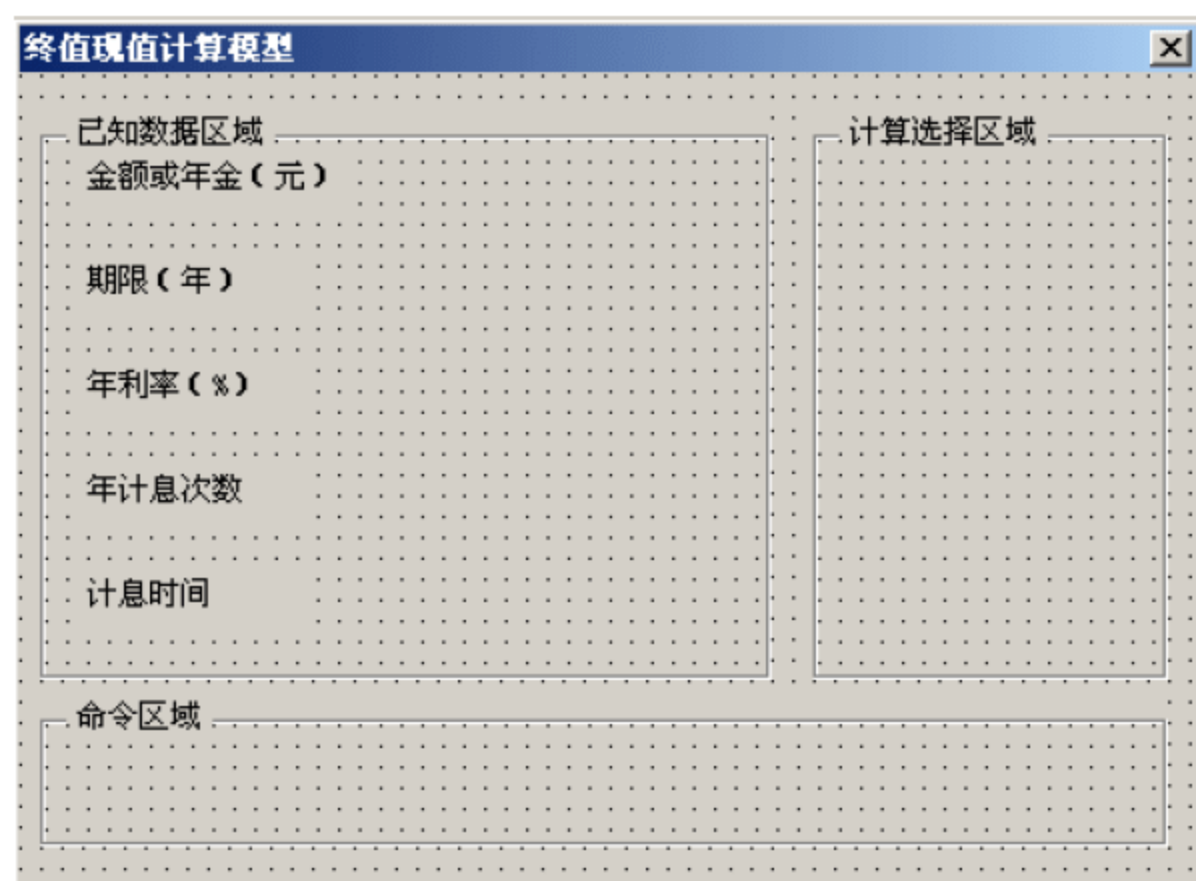 终值现值计算模型
已知数据区域
金额或年金(元)
期限(年)
年利率(%)
年计息次数
计息时间
计算选择区域
命令区域